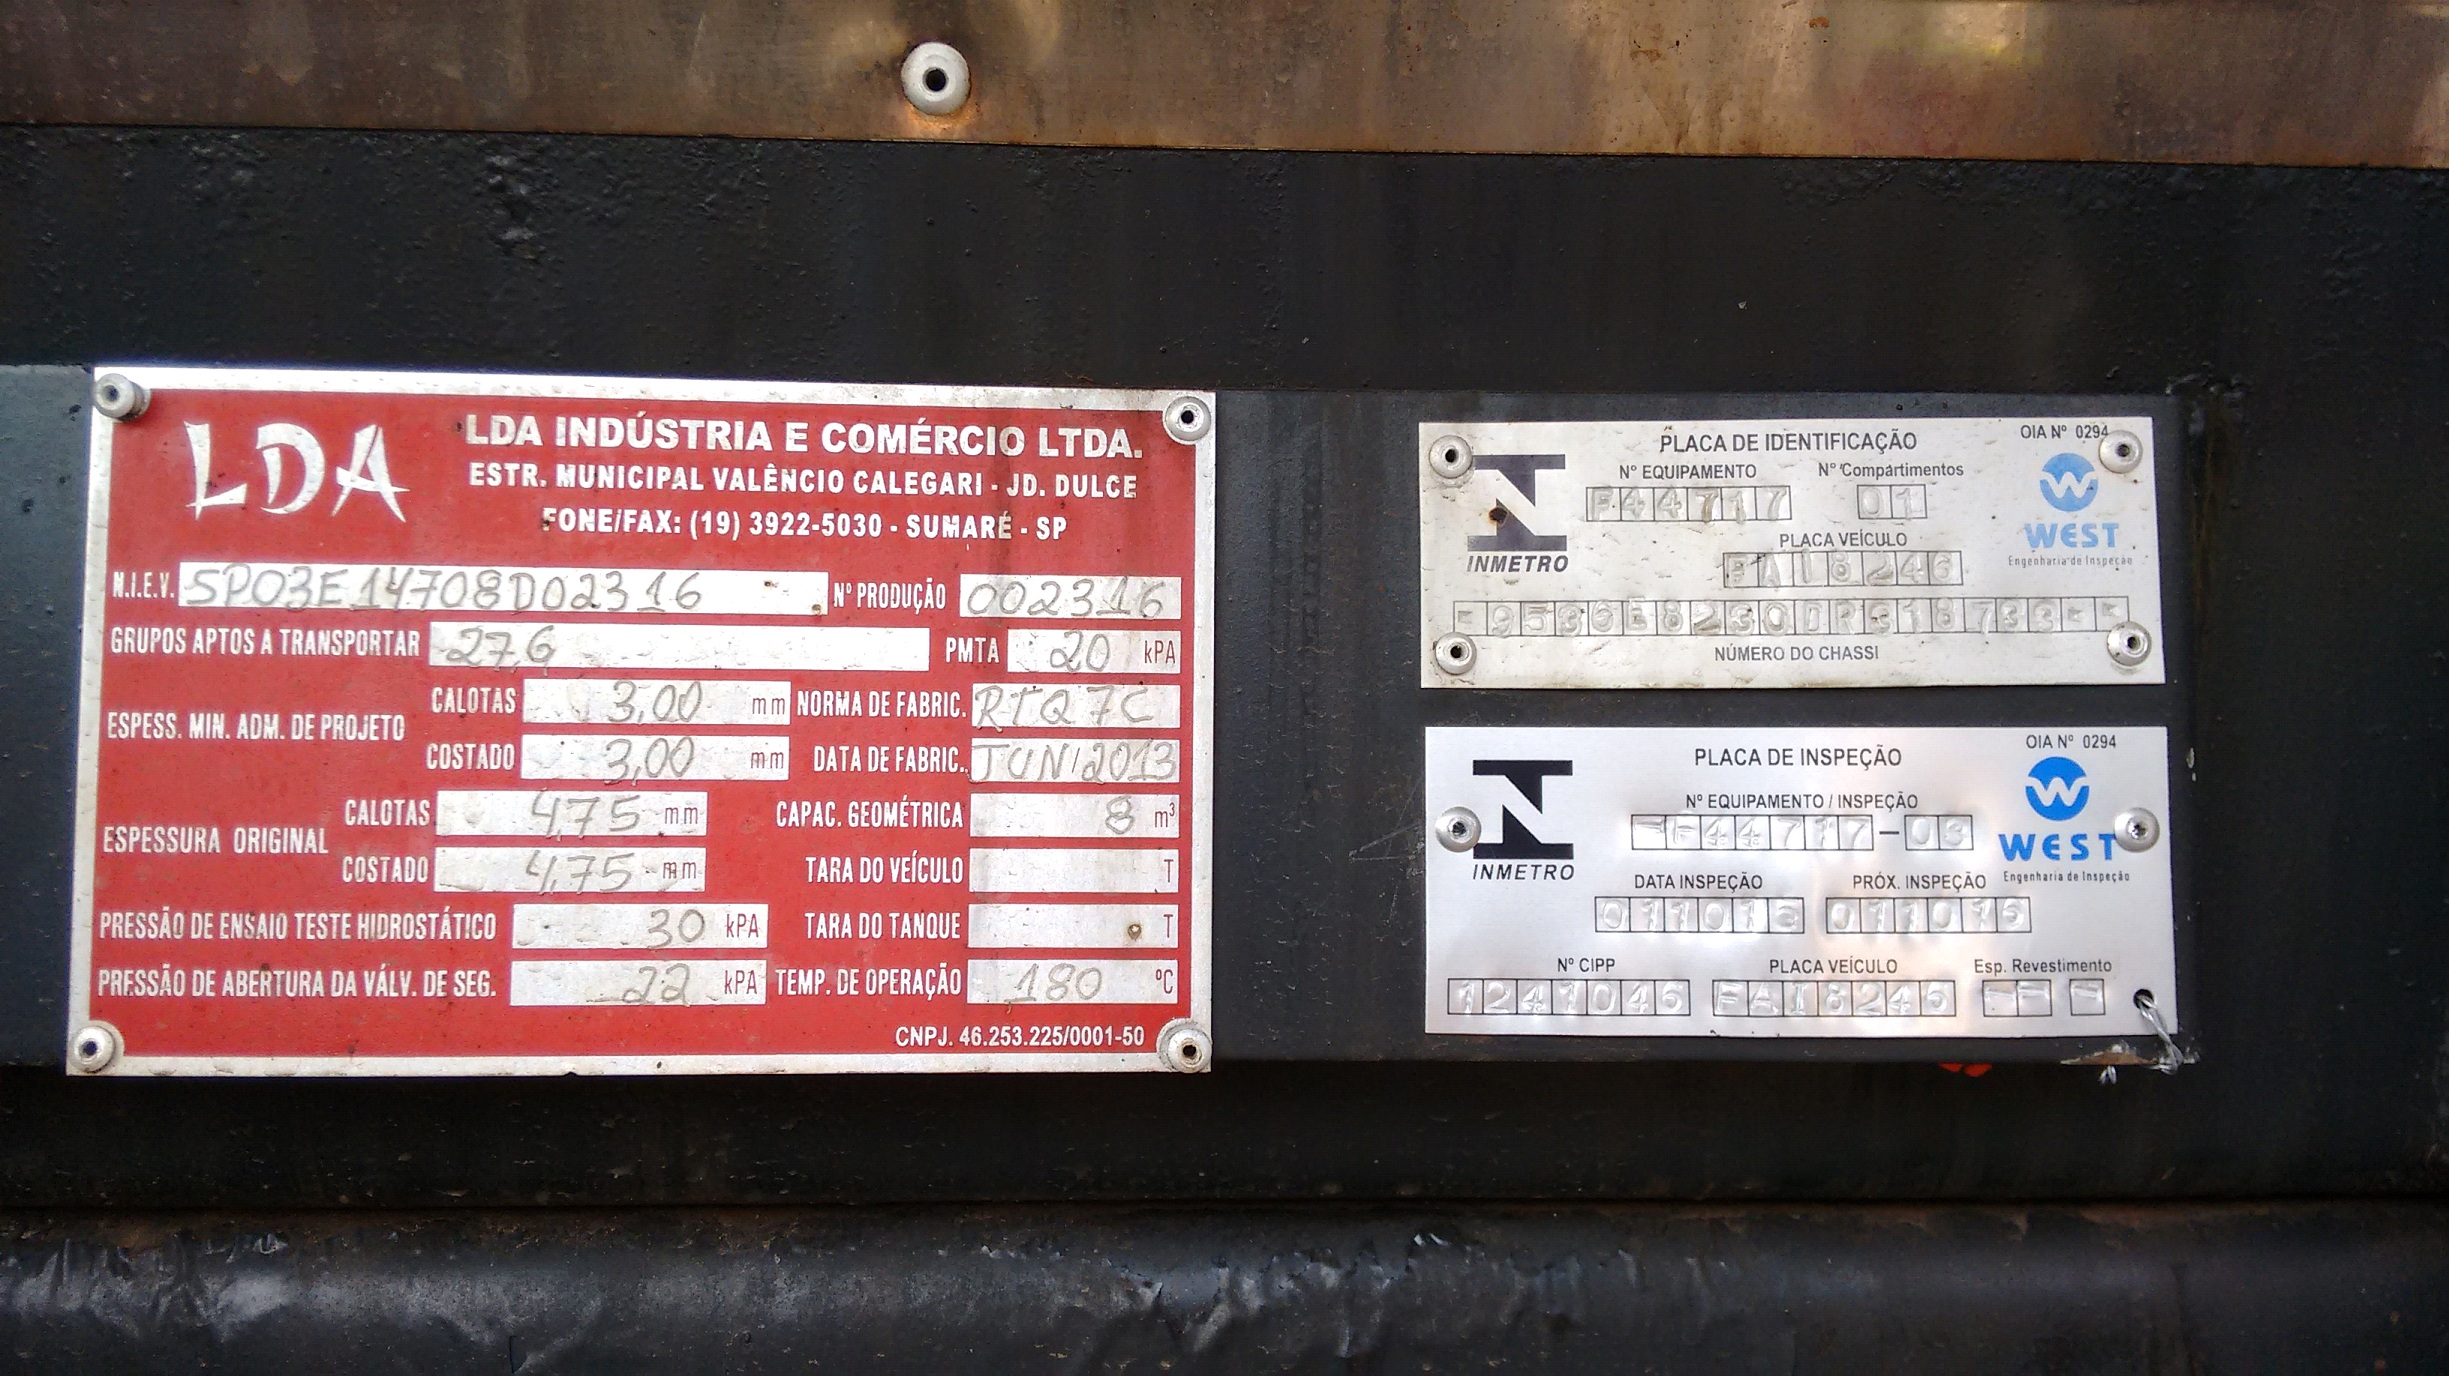 LDA
LDA INDÚSTRIA E COMÉRCIO LTDA.
ESTR. MUNICIPAL VALÊNCIO CALEGARI - JD. DULCE
FONE/FAX: (19) 3922-5030 - SUMARÉ - SP
N.I.E.V. SP03E14708D02316 Nº PRODUÇÃO 002316
GRUPOS APTOS A TRANSPORTAR 27,6 PMTA 20 kPA
ESPESS. MIN. ADM. DE PROJETO
CALOTAS 3,00 mm NORMA DE FABRIC. RTQ 7C
COSTADO 3,00 mm DATA DE FABRIC. JUN/2013
ESPESSURA ORIGINAL
CALOTAS 4,75 mm CAPAC. GEOMÉTRICA 8 m³
COSTADO 4,75 mm TARA DO VEÍCULO T
PRESSÃO DE ENSAIO TESTE HIDROSTÁTICO 30 kPA TARA DO TANQUE T
PRESSÃO DE ABERTURA DA VÁLV. DE SEG. 22 kPA TEMP. DE OPERAÇÃO 180 ºC
CNPJ. 46.253.225/0001-50
PLACA DE IDENTIFICAÇÃO
OIA Nº 0294
Nº EQUIPAMENTO Nº Compartimentos
F44717 01
INMETRO
PLACA VEÍCULO
FAI8246
WEST
Engenharia de Inspeção
-9536E8230DR318733--
NÚMERO DO CHASSI
PLACA DE INSPEÇÃO
OIA Nº 0294
Nº EQUIPAMENTO / INSPEÇÃO
F44717-03
INMETRO
WEST
Engenharia de Inspeção
DATA INSPEÇÃO PRÓX. INSPEÇÃO
Nº CIPP PLACA VEÍCULO Esp. Revestimento
FAI8246